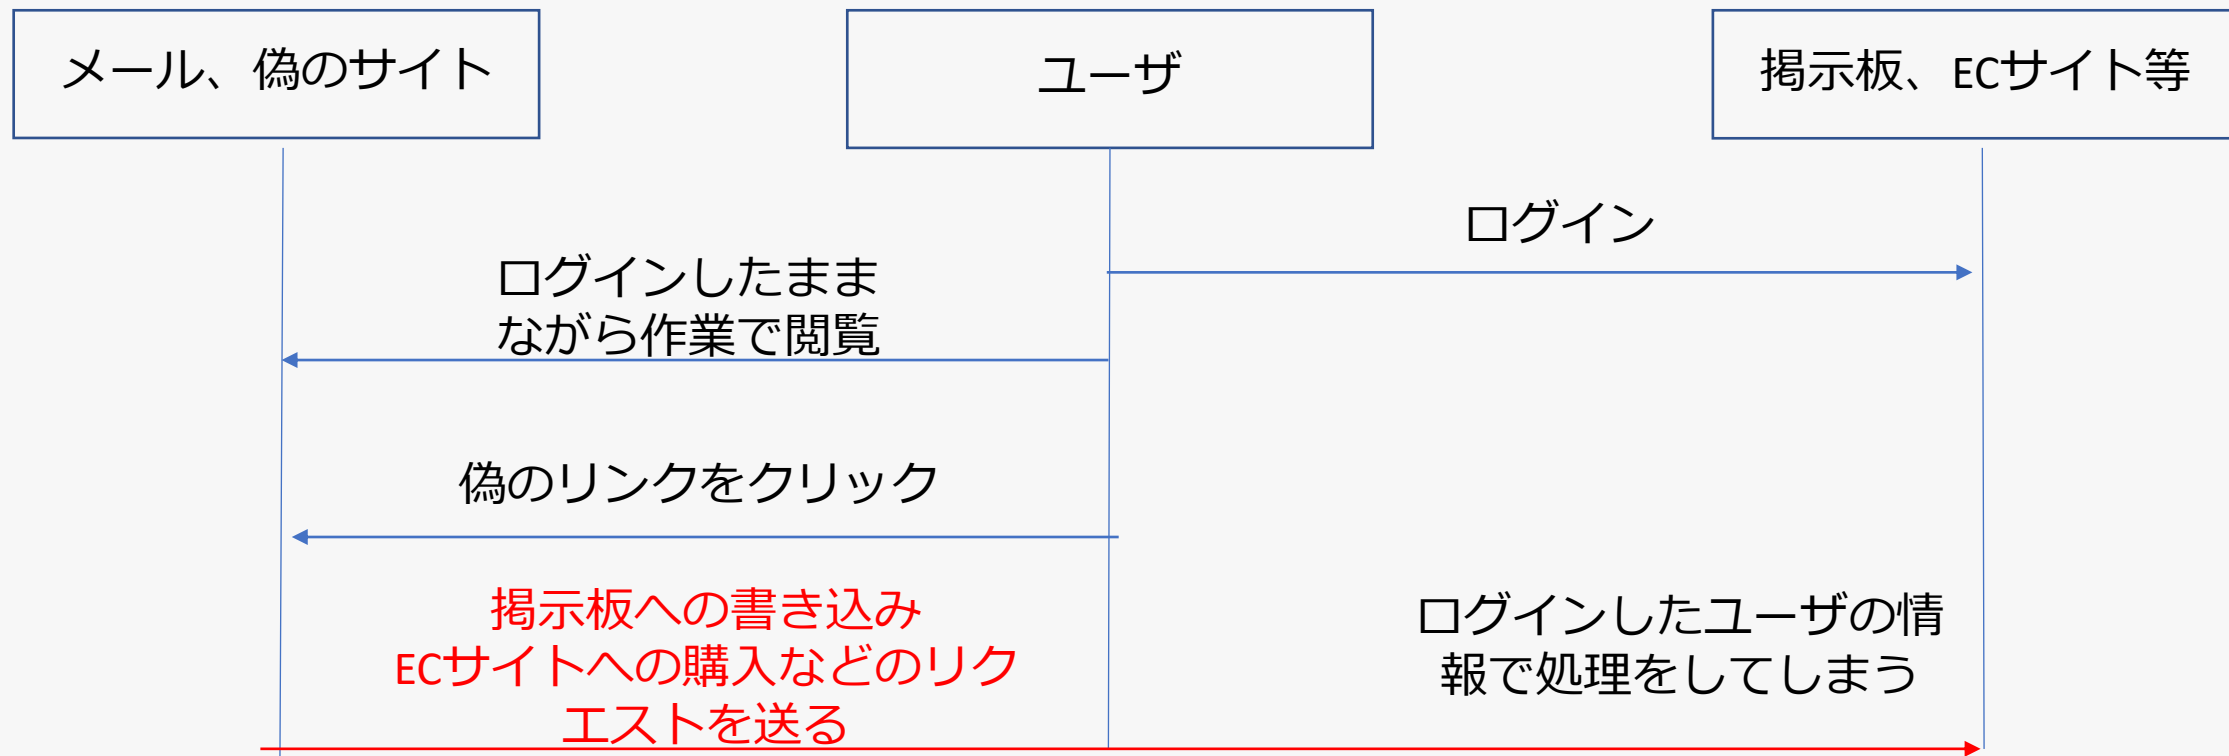 メール、偽のサイト
ユーザ
掲示板、ECサイト等
ログイン
ログインしたまま
ながら作業で閲覧
偽のリンクをクリック
掲示板への書き込み
ECサイトへの購入などのリク
エストを送る
ログインしたユーザの情
報で処理をしてしまう